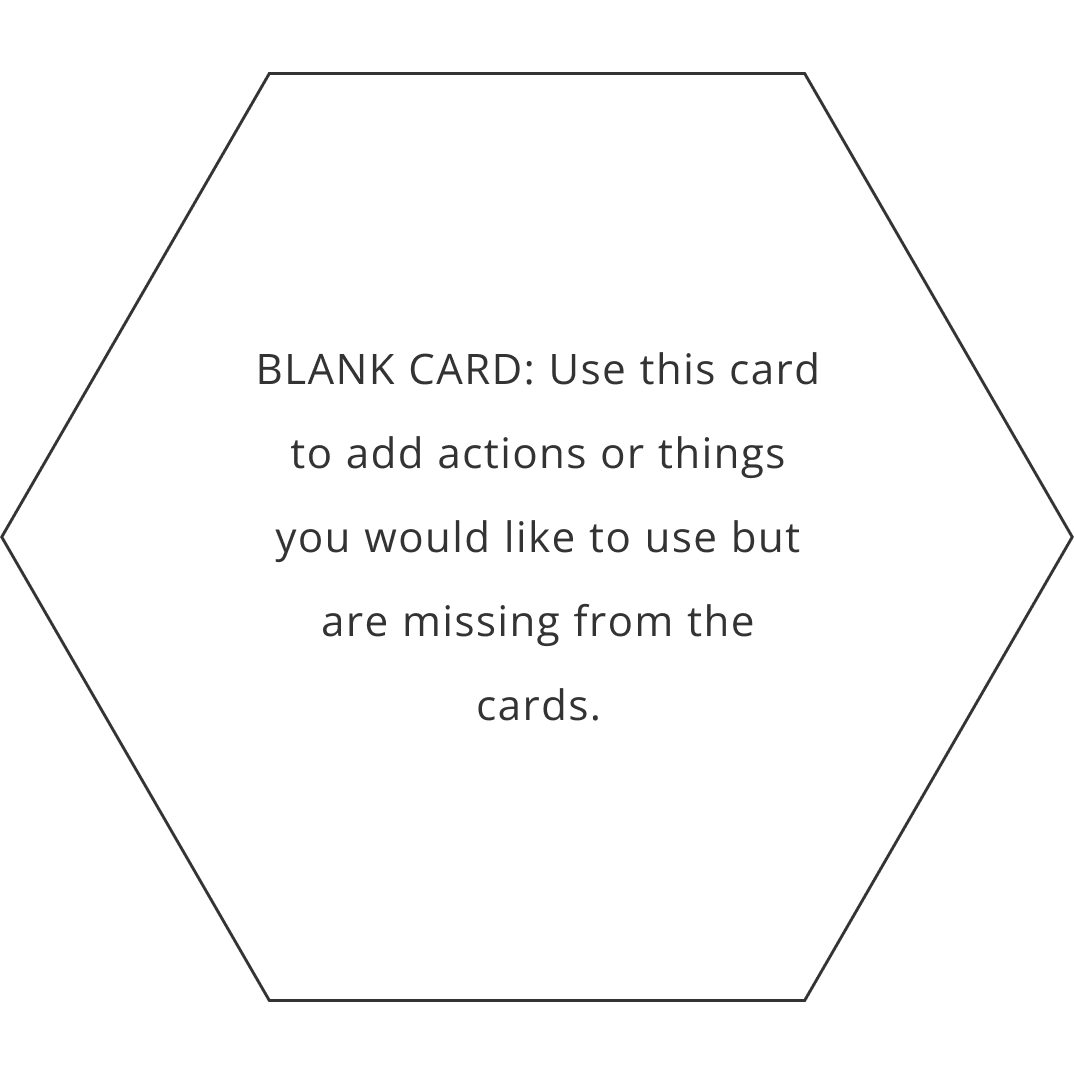 BLANK CARD: Use this card
to add actions or things
you would like to use but
are missing from the
cards.